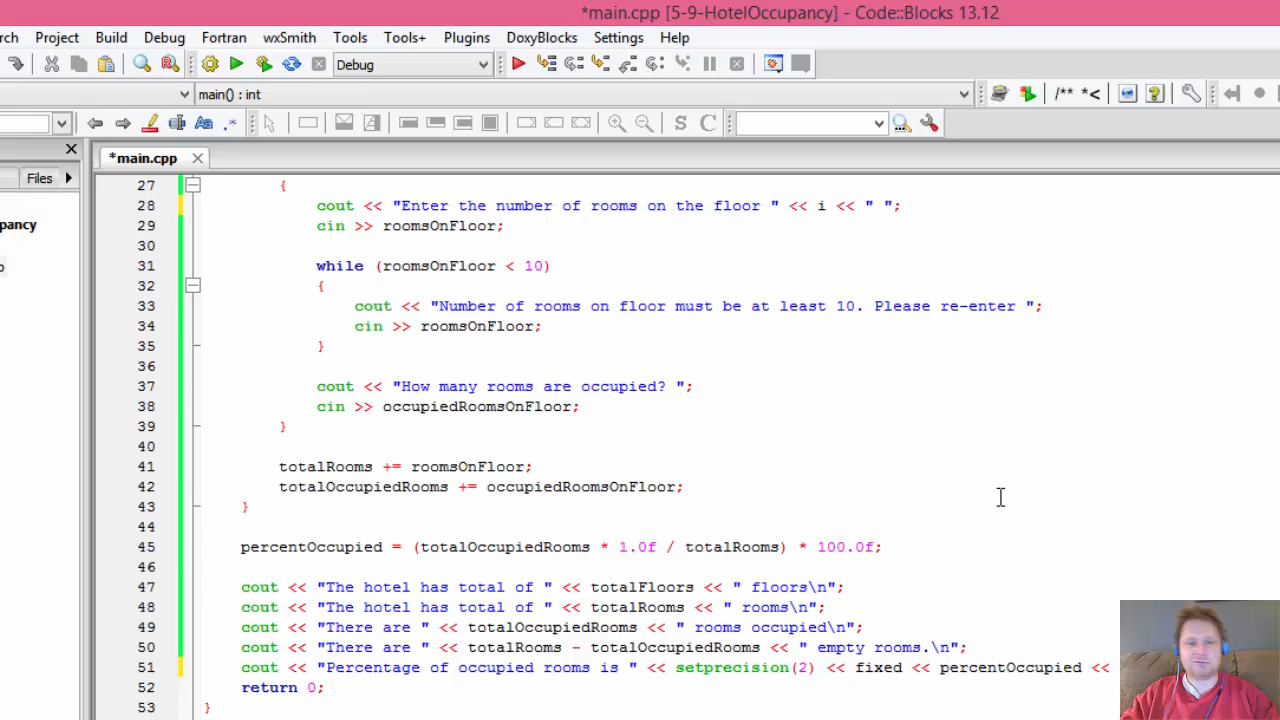 *main.cpp [5-9-HotelOccupancy] - Code::Blocks 13.12
rch Project Build Debug Fortran wxSmith Tools Tools+ Plugins DoxyBlocks Settings Help
Debug
main() : int /** *<
Aa .* S C
*main.cpp
Files
pancy
27 {
28 cout << "Enter the number of rooms on the floor " << i << " ";
29 cin >> roomsOnFloor;
30
31 while (roomsOnFloor < 10)
32 {
33 cout << "Number of rooms on floor must be at least 10. Please re-enter ";
34 cin >> roomsOnFloor;
35 }
36
37 cout << "How many rooms are occupied? ";
38 cin >> occupiedRoomsOnFloor;
39 }
40
41 totalRooms += roomsOnFloor;
42 totalOccupiedRooms += occupiedRoomsOnFloor;
43 }
44
45 percentOccupied = (totalOccupiedRooms * 1.0f / totalRooms) * 100.0f;
46
47 cout << "The hotel has total of " << totalFloors << " floors\n";
48 cout << "The hotel has total of " << totalRooms << " rooms\n";
49 cout << "There are " << totalOccupiedRooms << " rooms occupied\n";
50 cout << "There are " << totalRooms - totalOccupiedRooms << " empty rooms.\n";
51 cout << "Percentage of occupied rooms is " << setprecision(2) << fixed << percentOccupied <<
52 return 0;
53 }